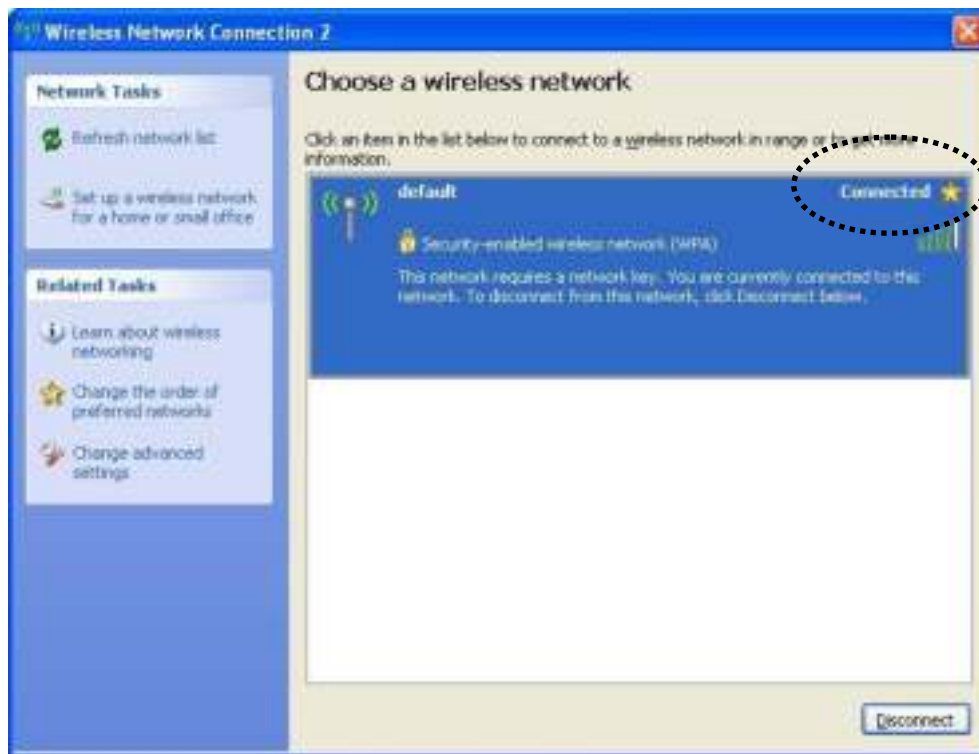 Wireless Network Connection 2
Network Tasks
Refresh network list
Set up a wireless network
for a home or small office
Related Tasks
Learn about wireless
networking
Change the order of
preferred networks
Change advanced
settings
Choose a wireless network
Click an item in the list below to connect to a wireless network in range or to get more
information.
default
Connected
Security-enabled wireless network (WPA)
This network requires a network key. You are currently connected to this
network. To disconnect from this network, click Disconnect below.
Disconnect